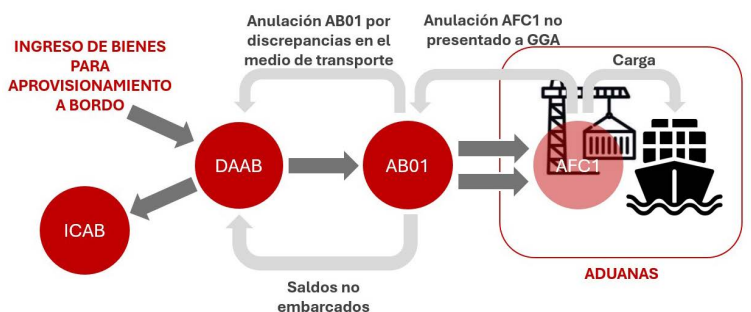 INGRESO DE BIENES
PARA
APROVISIONAMIENTO
A BORDO
Anulación AB01 por
discrepancias en el
medio de transporte
Anulación AFC1 no
presentado a GGA
Carga
DAAB
AB01
AFC1
ICAB
Saldos no
embarcados
ADUANAS